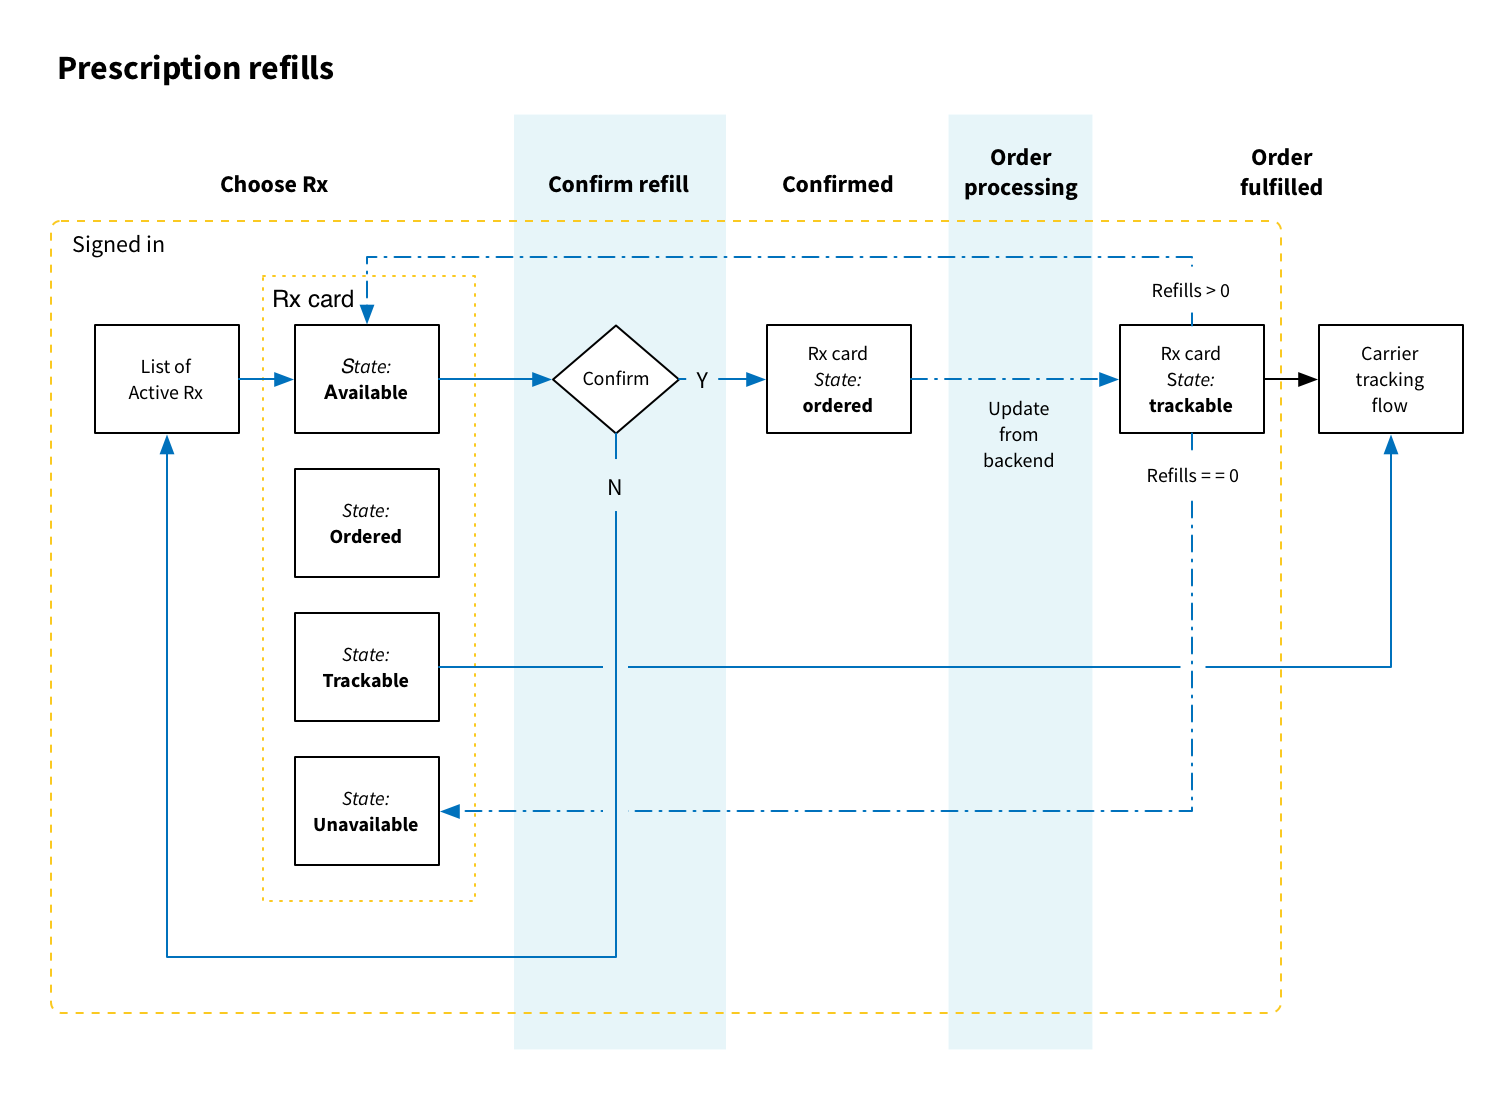 Prescription refills
Choose Rx
Confirm refill
Confirmed
Order
processing
Order
fulfilled
Signed in
Rx card
List of
Active Rx
State:
Available
Confirm
Y
N
Rx card
State:
ordered
Update
from
backend
Refills > 0
Rx card
State:
trackable
Refills = = 0
Carrier
tracking
flow
State:
Ordered
State:
Trackable
State:
Unavailable